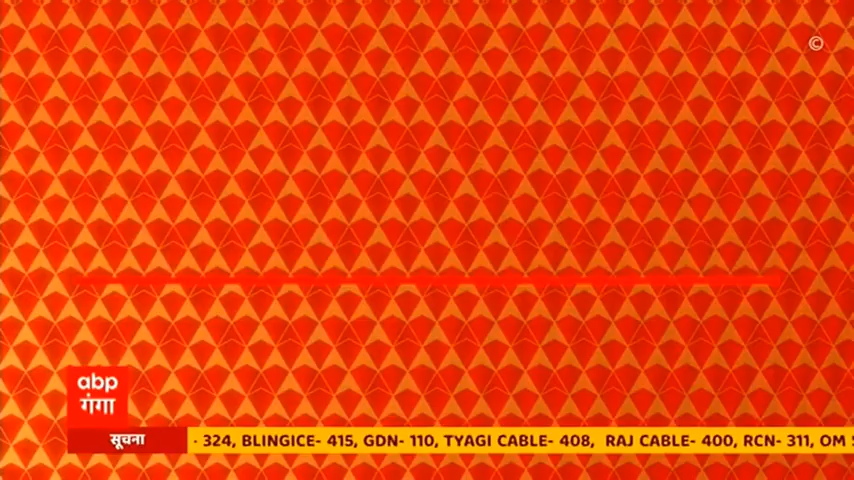 ©
abp
गंगा
सूचना
· 324, BLINGICE- 415, GDN- 110, TYAGI CABLE- 408, RAJ CABLE- 400, RCN- 311, OM